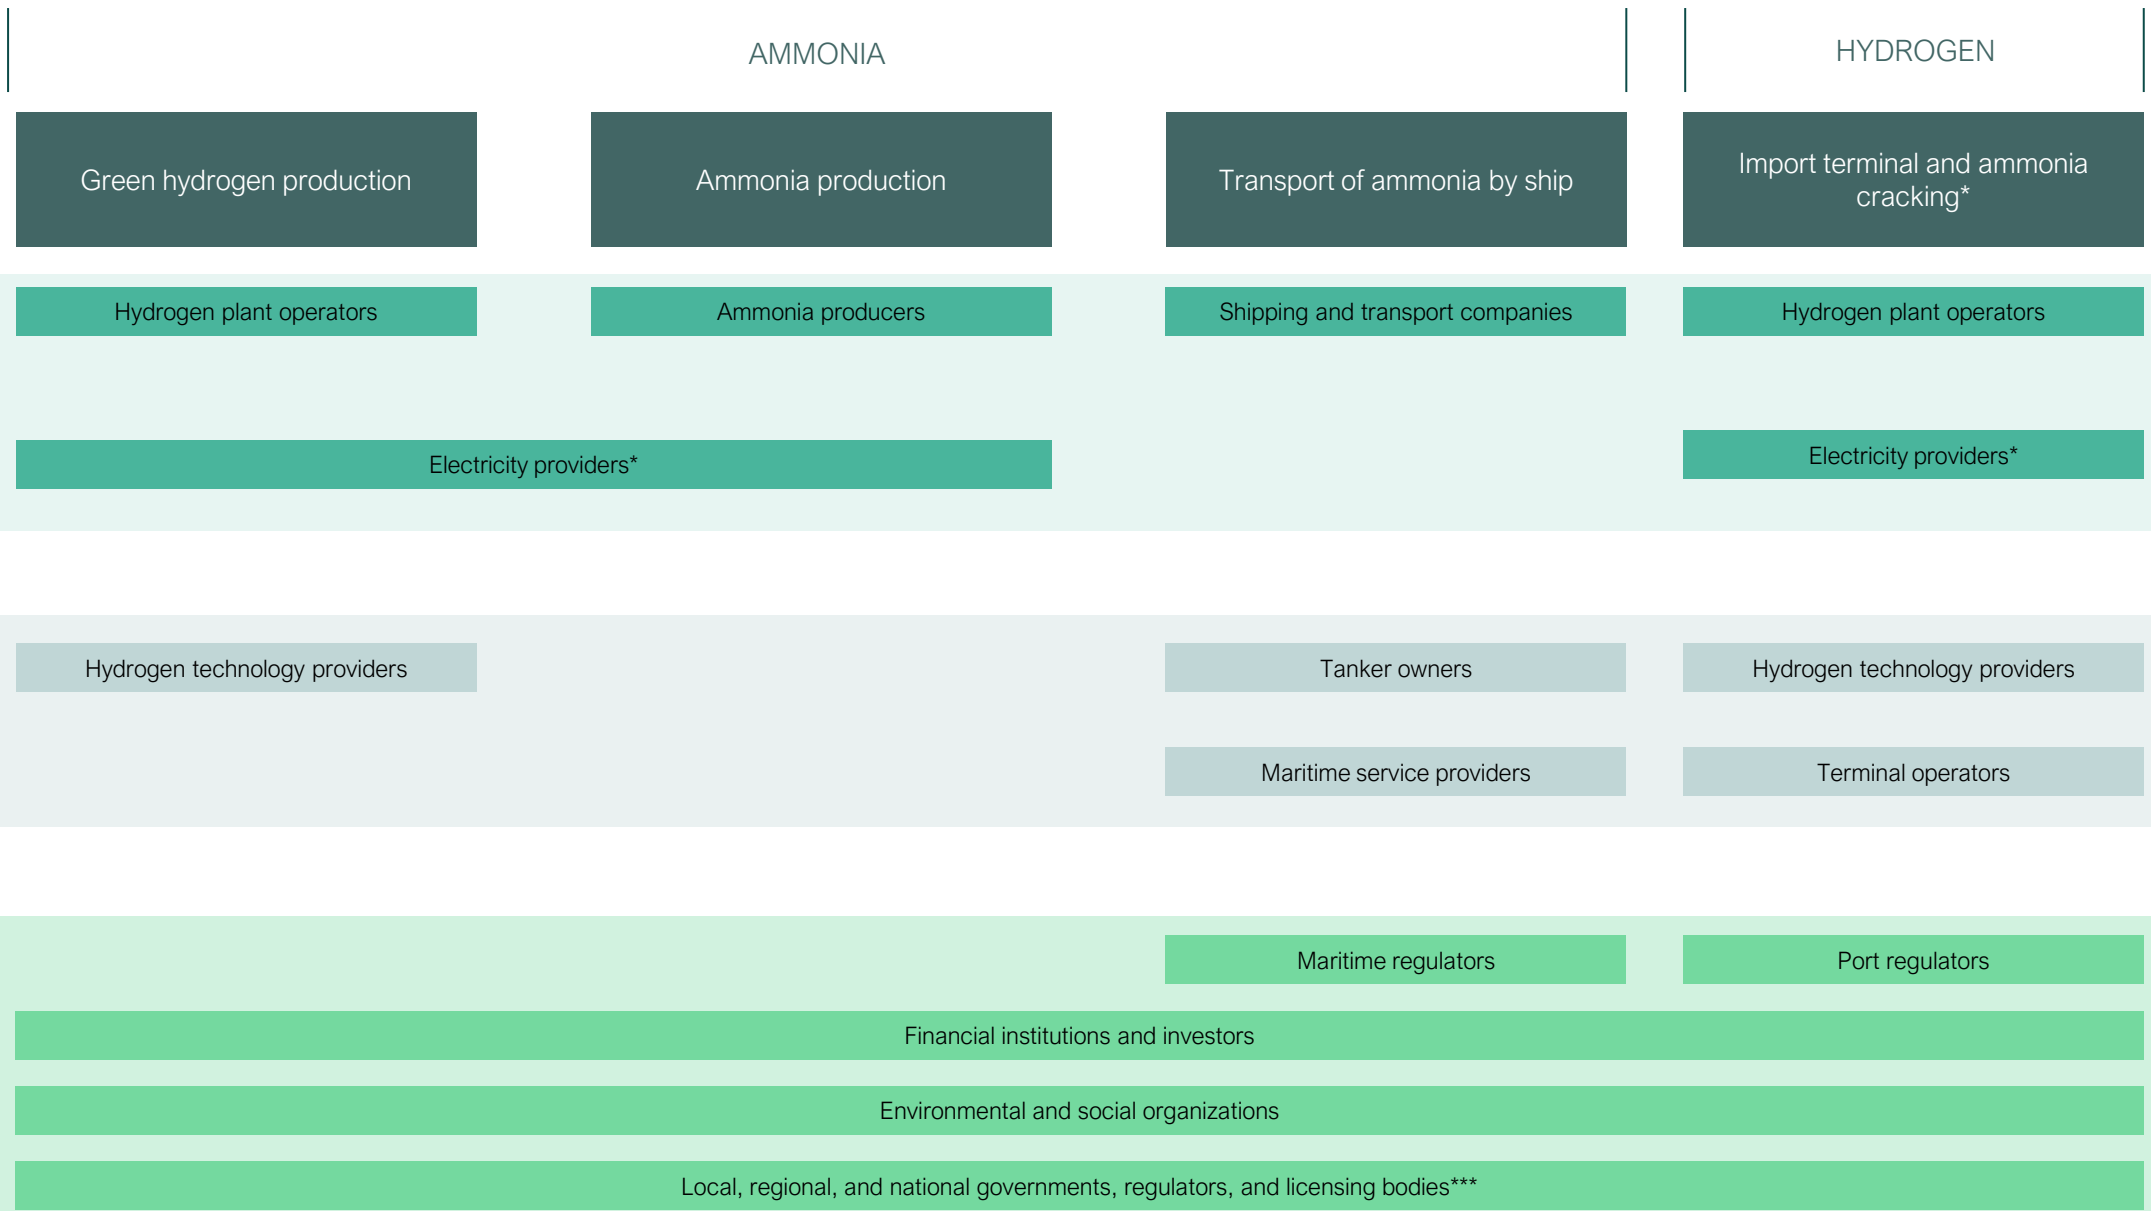 AMMONIA
HYDROGEN
Green hydrogen production
Ammonia production
Transport of ammonia by ship
Import terminal and ammonia
cracking*
Hydrogen plant operators
Ammonia producers
Shipping and transport companies
Hydrogen plant operators
Electricity providers*
Electricity providers*
Hydrogen technology providers
Tanker owners
Hydrogen technology providers
Maritime service providers
Terminal operators
Maritime regulators
Port regulators
Financial institutions and investors
Environmental and social organizations
Local, regional, and national governments, regulators, and licensing bodies***